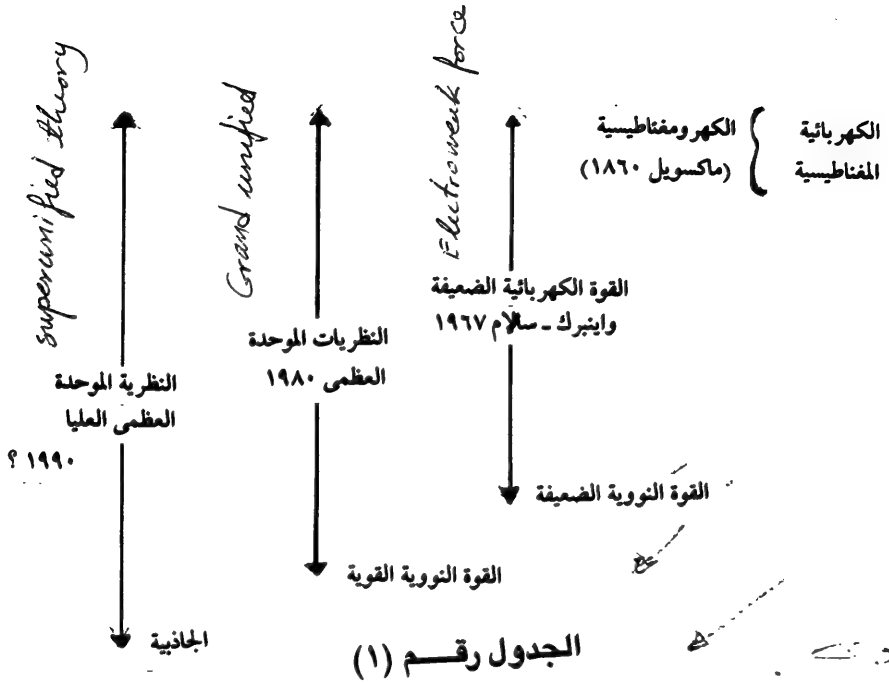 superunified theory
Grand unified
Electroweak force
الكهربائية
المغناطيسية
الكهرومغناطيسية
(ماكسويل ١٨٦٠)
القوة الكهربائية الضعيفة
واينبرك - سلام ١٩٦٧
النظريات الموحدة
العظمى ١٩٨٠
النظرية الموحدة
العظمى العليا
١٩٩٠ ؟
القوة النووية الضعيفة
القوة النووية القوية
الجاذبية
الجدول رقم (١)